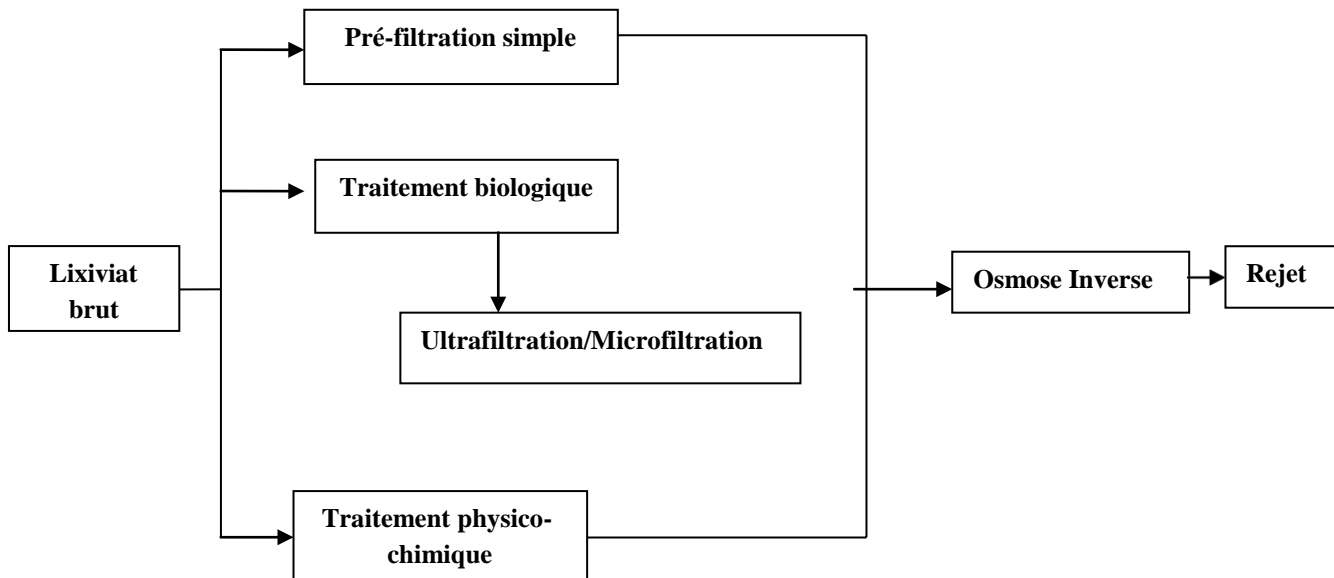 Pré-filtration simple
Traitement biologique
Lixiviat
brut
Ultrafiltration/Microfiltration
Osmose Inverse
Rejet
Traitement physico-
chimique